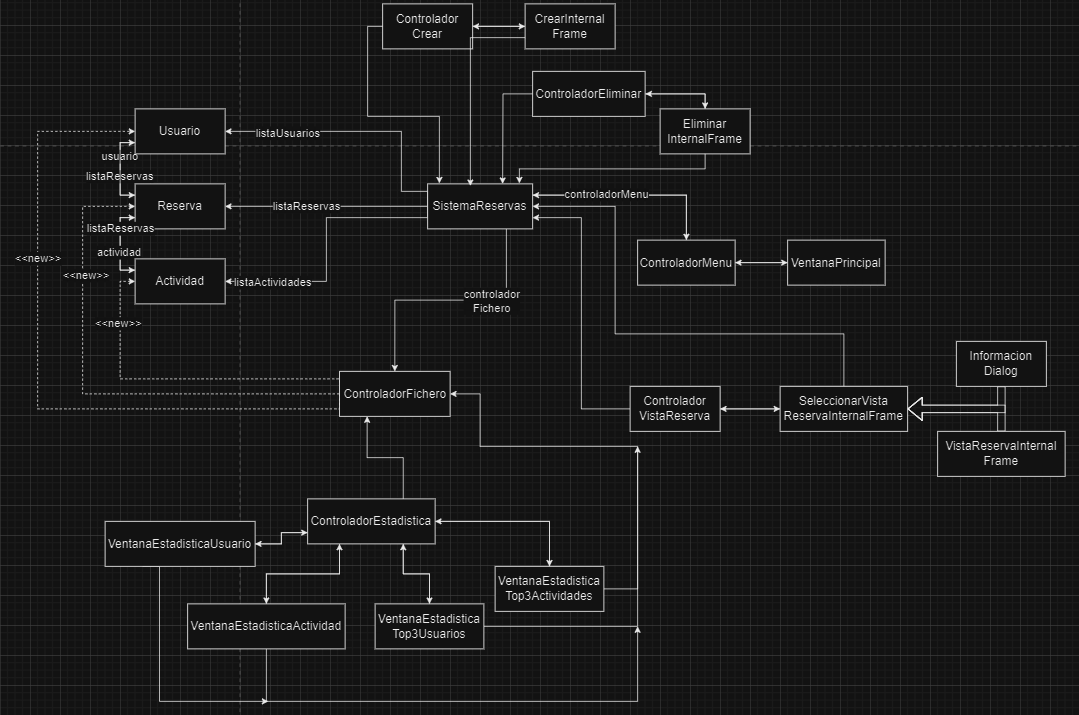 Controlador
Crear
CrearInternal
Frame
ControladorEliminar
Eliminar
InternalFrame
Usuario
listaUsuarios
usuario
listaReservas
controladorMenu
Reserva
listaReservas
SistemaReservas
listaReservas
actividad
<<new>>
<<new>>
ControladorMenu
VentanaPrincipal
Actividad
listaActividades
controlador
Fichero
<<new>>
Informacion
Dialog
ControladorFichero
Controlador
VistaReserva
SeleccionarVista
ReservaInternalFrame
VistaReservaInternal
Frame
ControladorEstadistica
VentanaEstadisticaUsuario
VentanaEstadistica
Top3Actividades
VentanaEstadisticaActividad
VentanaEstadistica
Top3Usuarios